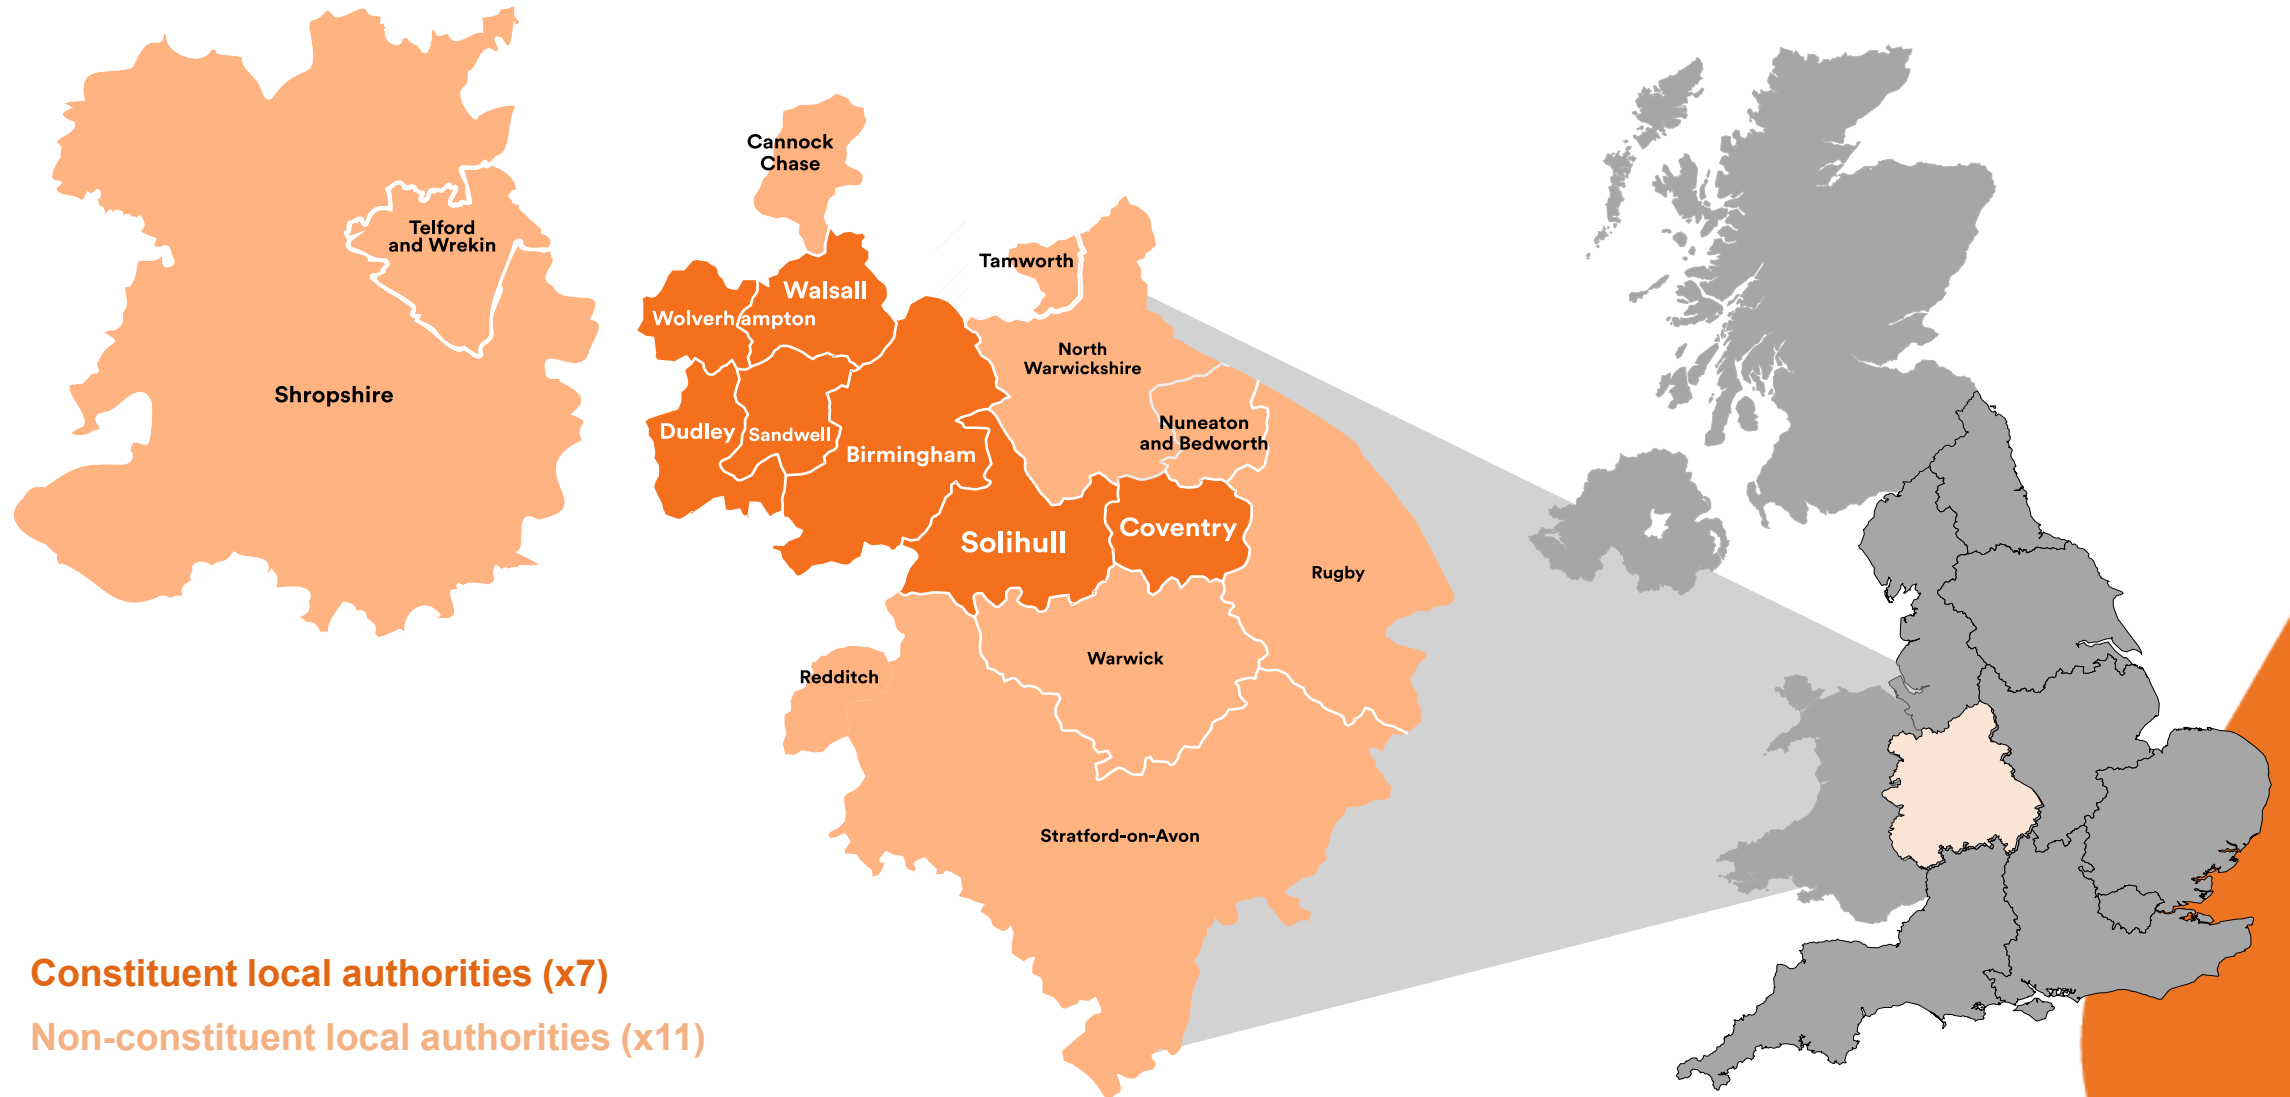 Cannock
Chase
Telford
and Wrekin
Tamworth
Walsall
Wolverhampton
North
Warwickshire
Shropshire
Nuneaton
and Bedworth
Dudley
Sandwell
Birmingham
Coventry
Solihull
Rugby
Warwick
Redditch
Stratford-on-Avon
Constituent local authorities (x7)
Non-constituent local authorities (x11)